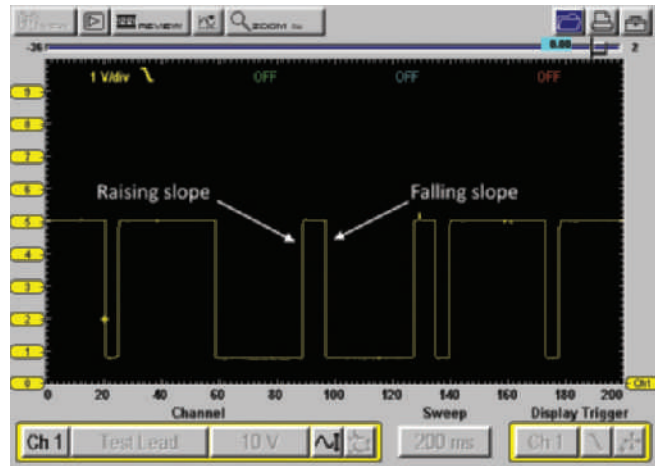 REVIEW ZOOM
-36 0.00 2
1 V/div OFF OFF OFF
9
8
7
6
5
4
3
2
1
0
Raising slope
Falling slope
Ch1
0 20 40 60 80 100 120 140 160 180 200
Channel Sweep Display Trigger
Ch 1 Test Lead 10 V 200 ms Ch 1